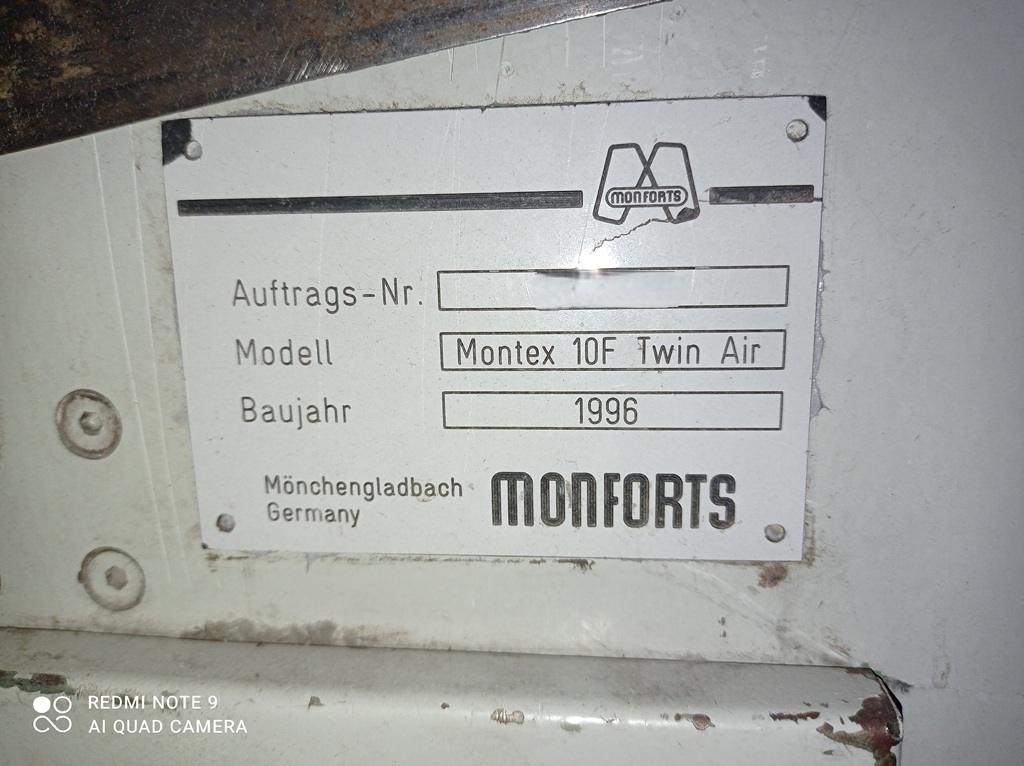 MONFORTS
Auftrags-Nr.
Modell Montex 10F Twin Air
Baujahr 1996
Mönchengladbach
Germany
MONFORTS
REDMI NOTE 9
AI QUAD CAMERA